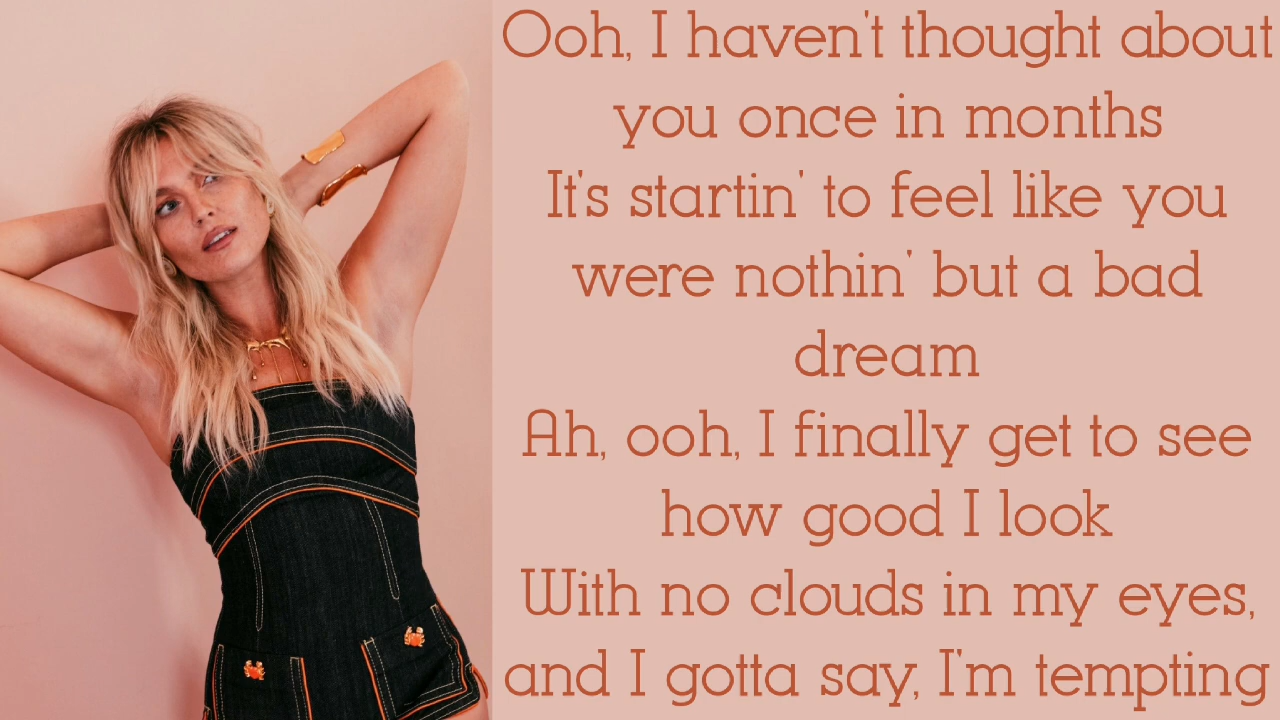 Ooh, I haven't thought about
you once in months
It's startin' to feel like you
were nothin' but a bad
dream
Ah, ooh, I finally get to see
how good I look
With no clouds in my eyes,
and I gotta say, I'm tempting